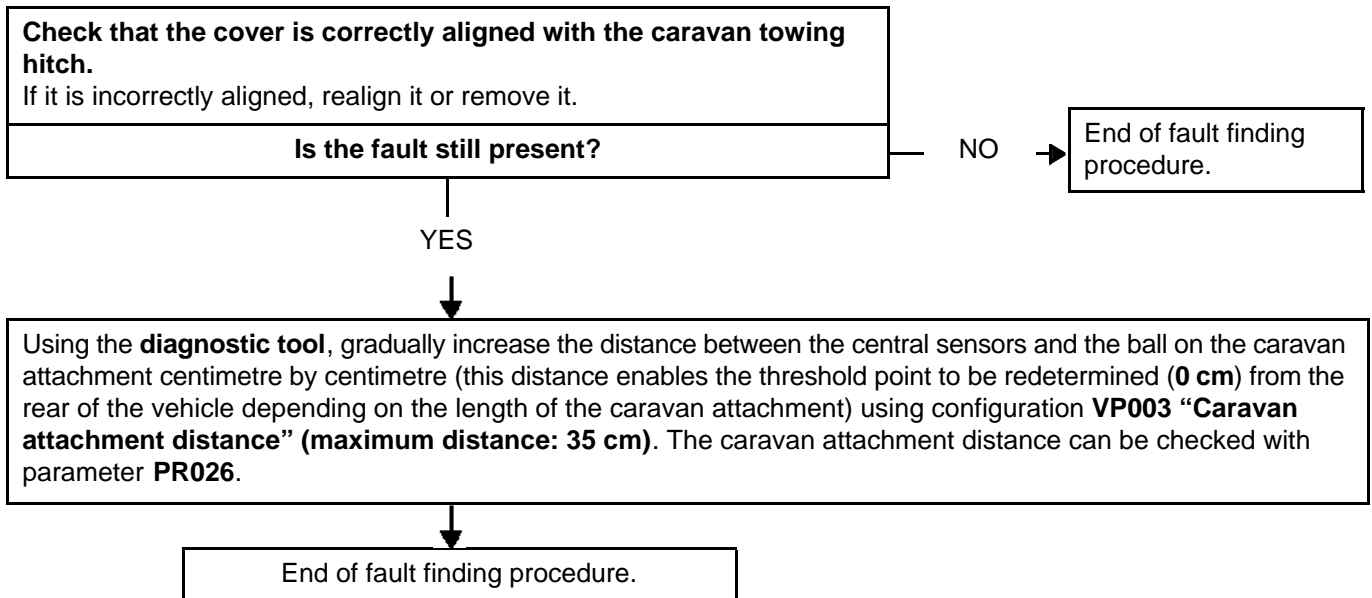 Check that the cover is correctly aligned with the caravan towing
hitch.
If it is incorrectly aligned, realign it or remove it.
Is the fault still present?
NO
End of fault finding
procedure.
YES
Using the diagnostic tool, gradually increase the distance between the central sensors and the ball on the caravan
attachment centimetre by centimetre (this distance enables the threshold point to be redetermined (0 cm) from the
rear of the vehicle depending on the length of the caravan attachment) using configuration VP003 “Caravan
attachment distance” (maximum distance: 35 cm). The caravan attachment distance can be checked with
parameter PR026.
End of fault finding procedure.